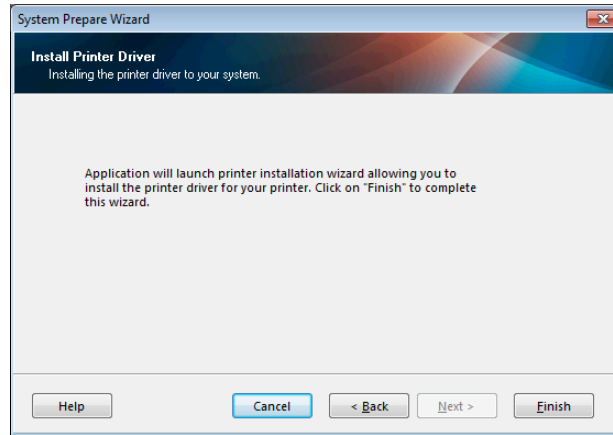 System Prepare Wizard
Install Printer Driver
Installing the printer driver to your system.
Application will launch printer installation wizard allowing you to
install the printer driver for your printer. Click on "Finish" to complete
this wizard.
Help Cancel < Back Next > Finish